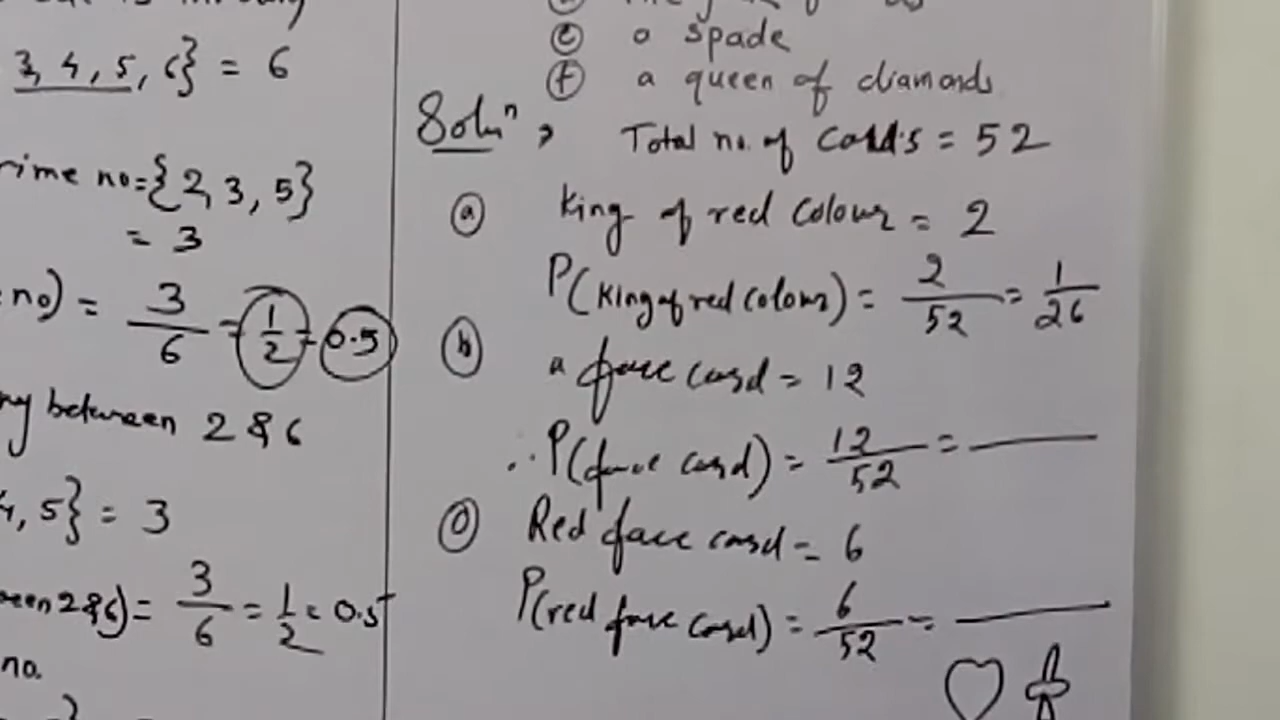 3, 4, 5, 6} = 6
rime no = {2, 3, 5}
= 3
no) = 3/6 = 1/2 = 0.5
ny between 2 & 6
4, 5} = 3
een 2 & 6) = 3/6 = 1/2 = 0.5
no.
e a spade
f a queen of diamonds
Solnⁿ, Total no. of cards = 52
a King of red colour = 2
P(King of red colour) = 2/52 = 1/26
b a face card = 12
∴ P(face card) = 12/52 =
c Red face card = 6
P(red face card) = 6/52 =